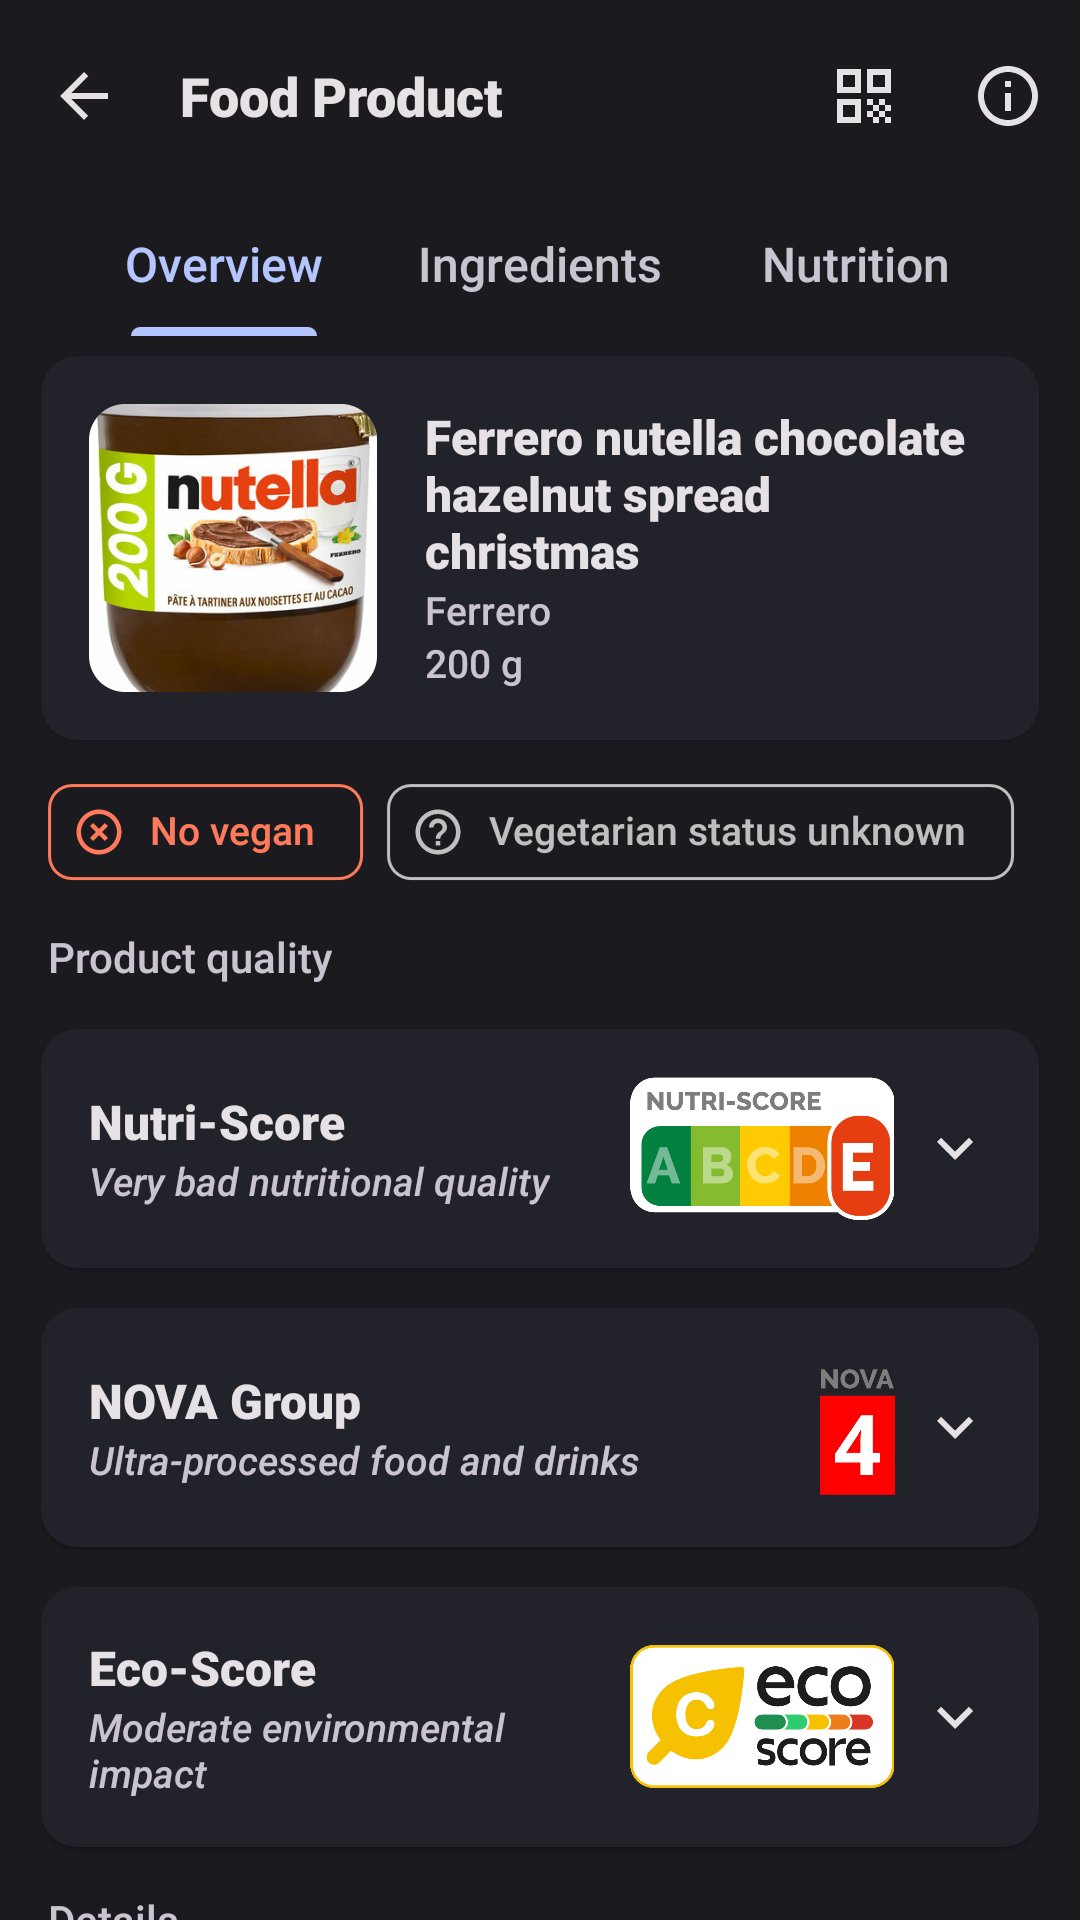 Food Product
Overview
Ingredients
Nutrition
200 G
nutella
FERRERO
PÂTE À TARTINER AUX NOISETTES ET AU CACAO
Ferrero nutella chocolate
hazelnut spread
christmas
Ferrero
200 g
No vegan
Vegetarian status unknown
Product quality
Nutri-Score
Very bad nutritional quality
NUTRI-SCORE
A B C D E
NOVA Group
Ultra-processed food and drinks
NOVA
4
Eco-Score
Moderate environmental
impact
C
eco
score
Details